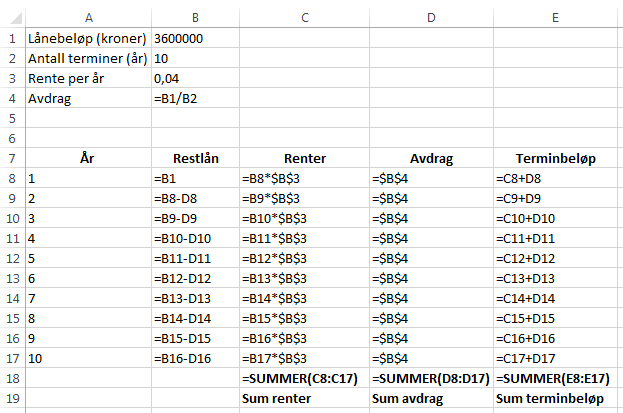 A B C D E
1 Lånebeløp (kroner) 3600000
2 Antall terminer (år) 10
3 Rente per år 0,04
4 Avdrag =B1/B2
5
6
7 År Restlån Renter Avdrag Terminbeløp
8 1 =B1 =B8*$B$3 =$B$4 =C8+D8
9 2 =B8-D8 =B9*$B$3 =$B$4 =C9+D9
10 3 =B9-D9 =B10*$B$3 =$B$4 =C10+D10
11 4 =B10-D10 =B11*$B$3 =$B$4 =C11+D11
12 5 =B11-D11 =B12*$B$3 =$B$4 =C12+D12
13 6 =B12-D12 =B13*$B$3 =$B$4 =C13+D13
14 7 =B13-D13 =B14*$B$3 =$B$4 =C14+D14
15 8 =B14-D14 =B15*$B$3 =$B$4 =C15+D15
16 9 =B15-D15 =B16*$B$3 =$B$4 =C16+D16
17 10 =B16-D16 =B17*$B$3 =$B$4 =C17+D17
18 =SUMMER(C8:C17) =SUMMER(D8:D17) =SUMMER(E8:E17)
19 Sum renter Sum avdrag Sum terminbeløp